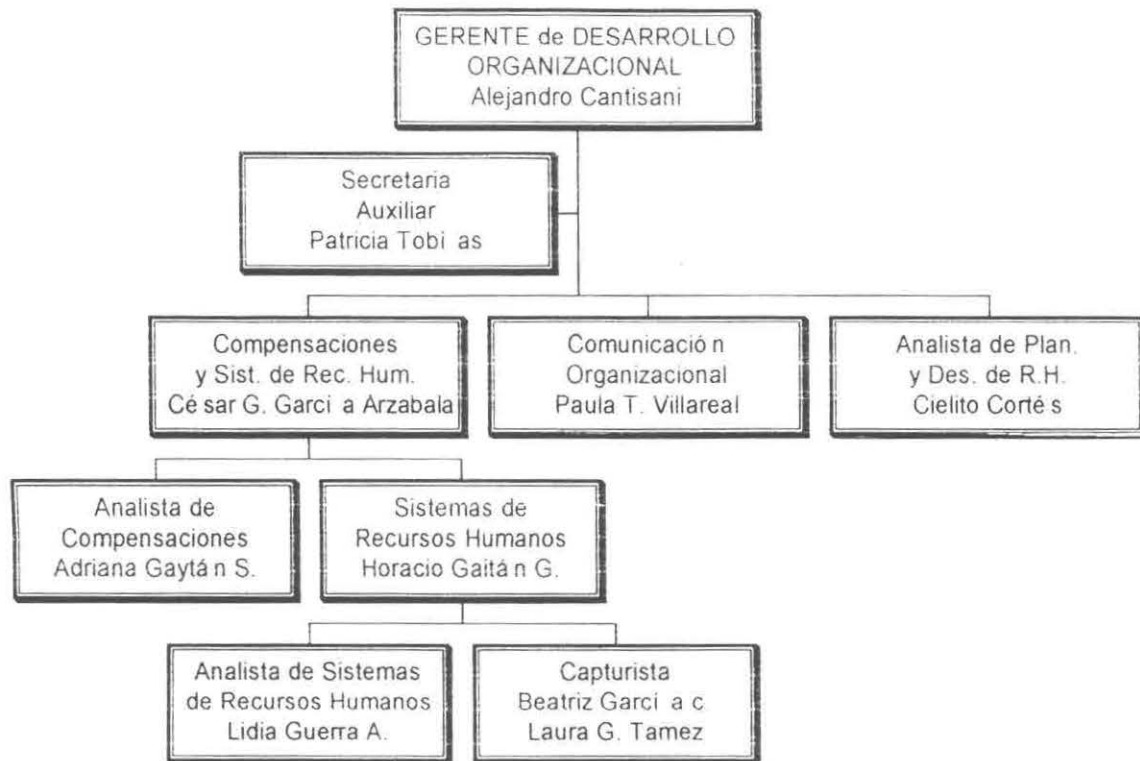 GERENTE de DESARROLLO
ORGANIZACIONAL
Alejandro Cantisani
Secretaria
Auxiliar
Patricia Tobi as
Compensaciones
y Sist. de Rec. Hum.
Cé sar G. Garci a Arzabala
Comunicació n
Organizacional
Paula T. Villareal
Analista de Plan.
y Des. de R.H.
Cielito Corté s
Analista de
Compensaciones
Adriana Gaytá n S.
Sistemas de
Recursos Humanos
Horacio Gaitá n G.
Analista de Sistemas
de Recursos Humanos
Lidia Guerra A.
Capturista
Beatriz Garci a c
Laura G. Tamez